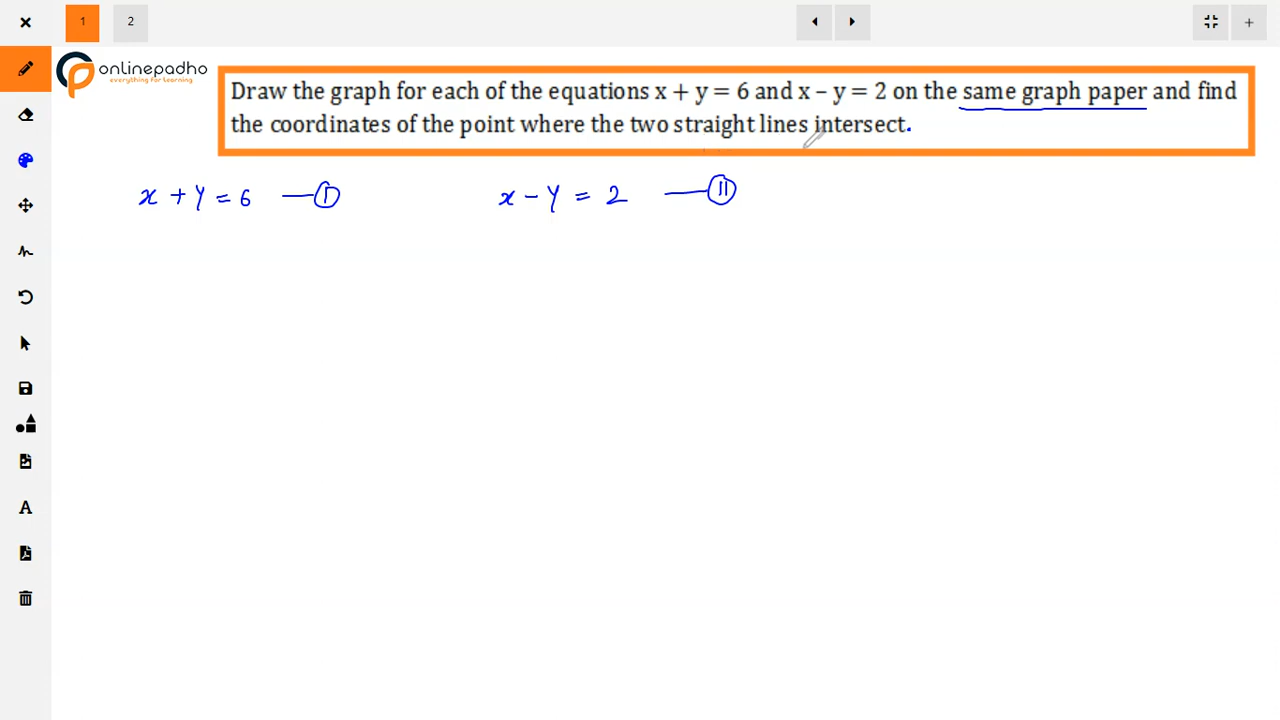 1 2
onlinepadho
everything for learning
Draw the graph for each of the equations x + y = 6 and x – y = 2 on the same graph paper and find
the coordinates of the point where the two straight lines intersect.
x + y = 6 — I
x - y = 2 — II
A